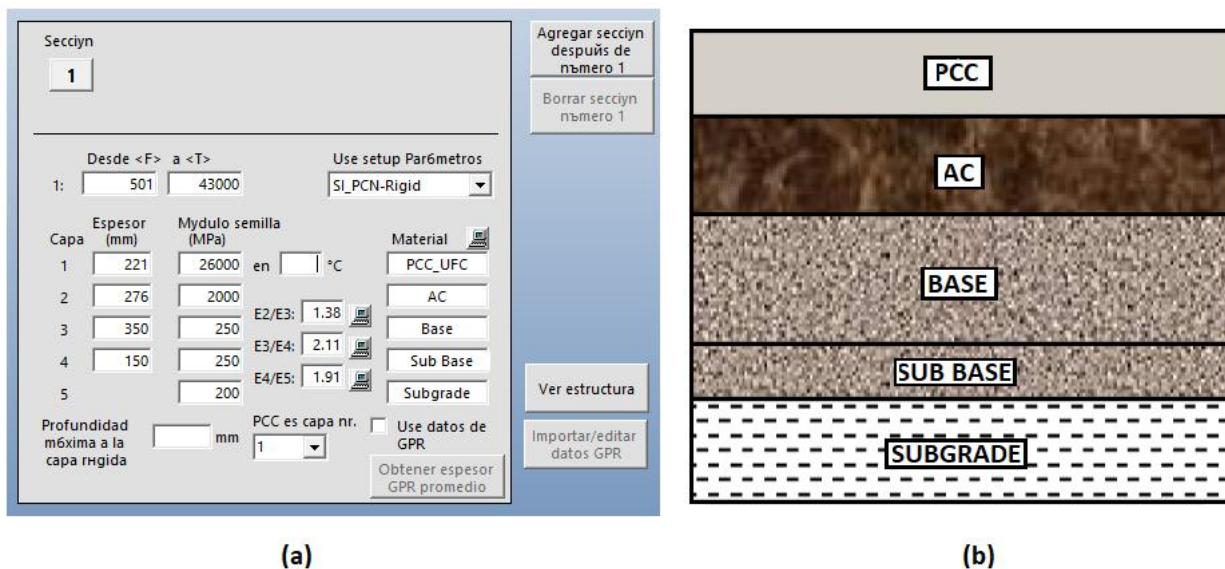 Secciyn
1
Agregar secciyn
despuйs de
nъmero 1
Borrar secciyn
nъmero 1
Desde <F> a <T>
Use setup Parбmetros
1: 501 43000 SI_PCN-Rigid
Espesor
(mm)
Mydulo semilla
(MPa)
Capa
Material
1 221 26000 en °C PCC_UFC
2 276 2000 AC
E2/E3: 1.38
3 350 250 Base
E3/E4: 2.11
4 150 250 Sub Base
E4/E5: 1.91
5 200 Subgrade
Ver estructura
Profundidad
mбxima a la
capa rнgida
mm
PCC es capa nr.
1
Use datos de
GPR
Obtener espesor
GPR promedio
Importar/editar
datos GPR
(a)
PCC
AC
BASE
SUB BASE
SUBGRADE
(b)